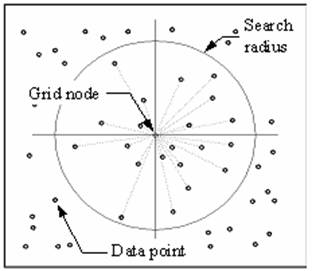 Search
radius
Grid node
Data point